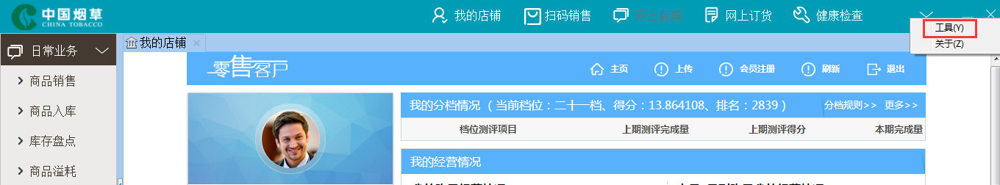 中国烟草
CHINA TOBACCO
我的店铺 扫码销售 网上订货 健康检查
工具(Y)
关于(Z)
日常业务
我的店铺
商品销售
商品入库
库存盘点
商品溢耗
零售客户
主页 上传 会员注册 刷新 退出
我的分档情况（当前档位：二十一档、得分：13.864108、排名：2839） 分档规则>> 更多>>
档位测评项目 上期测评完成量 上期测评得分 本期完成量
我的经营情况